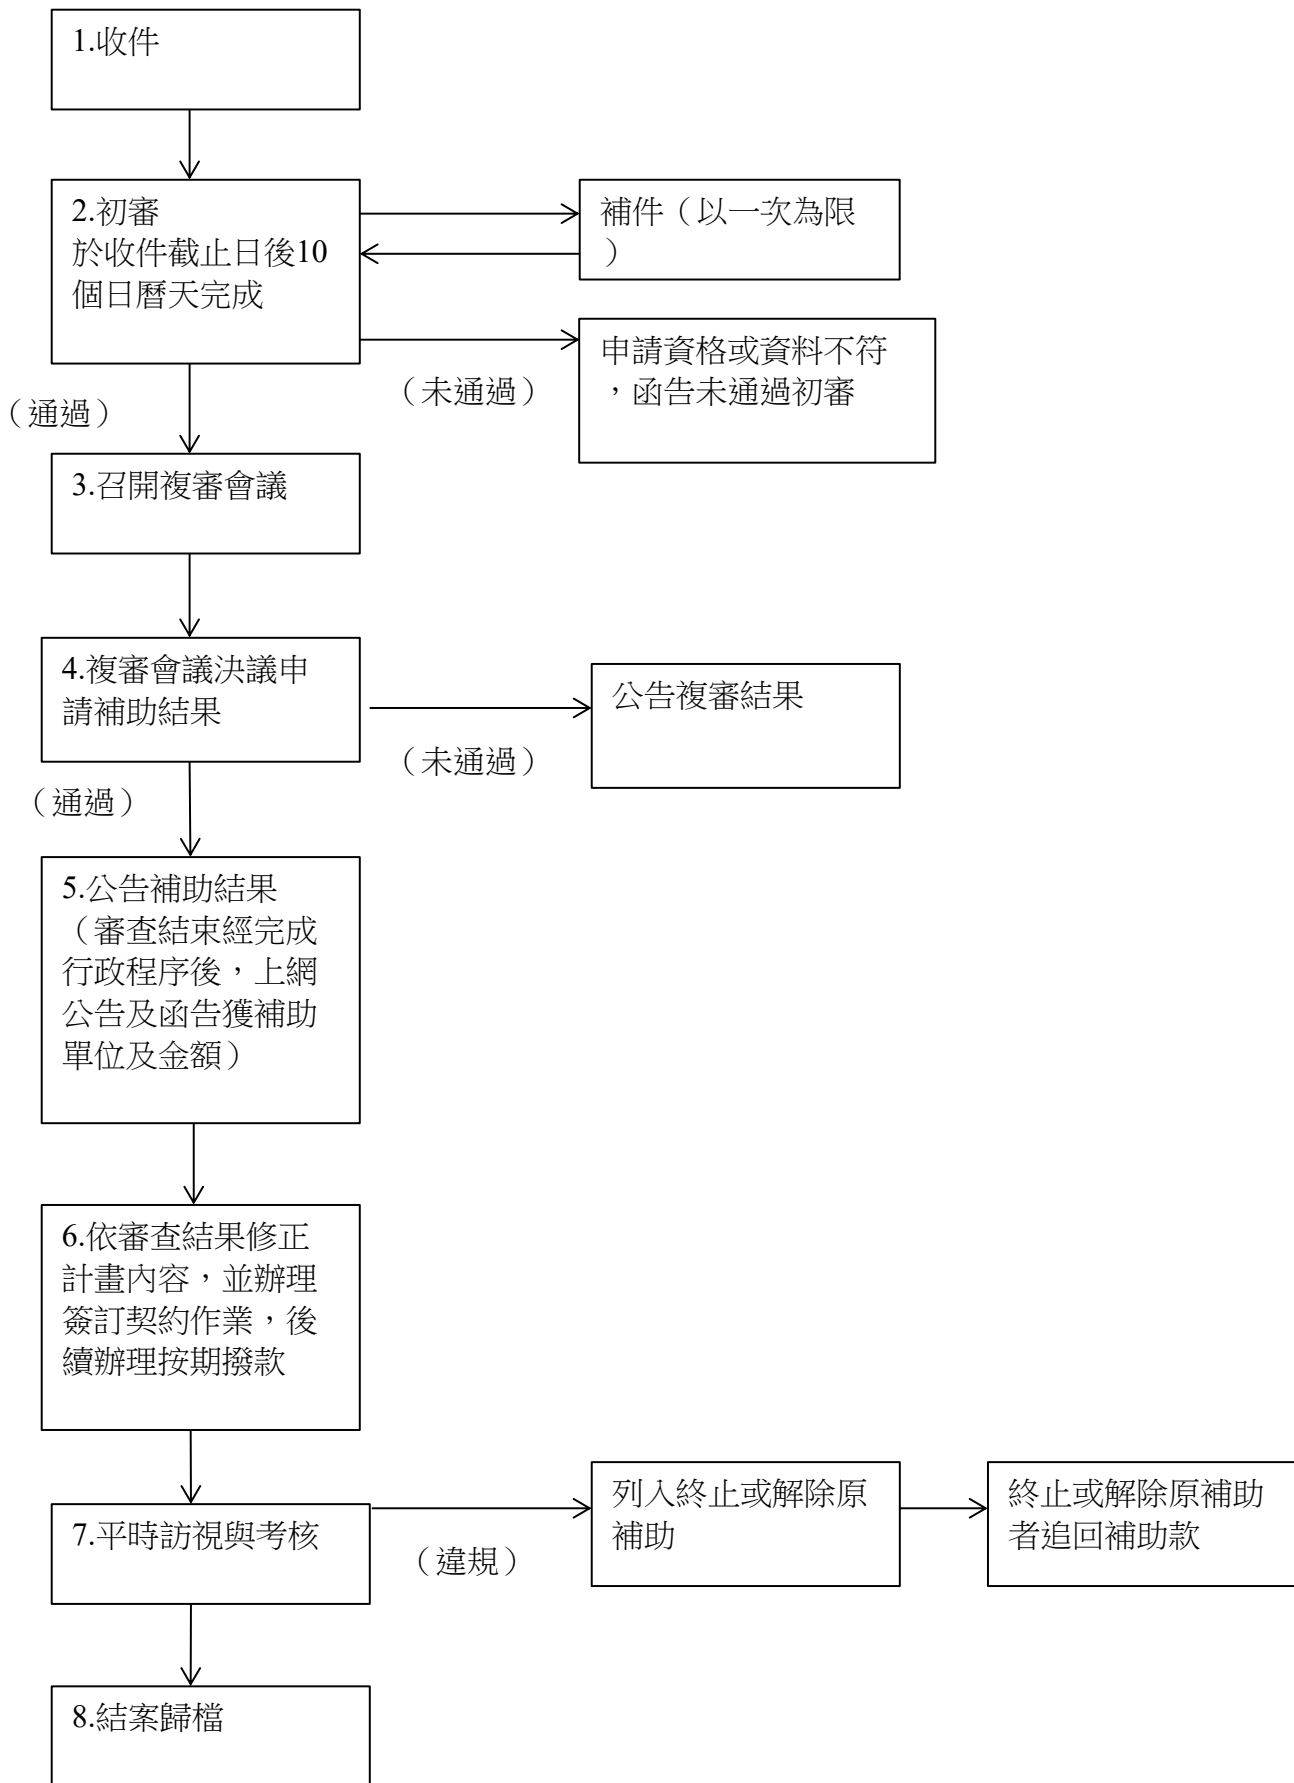 1.收件
2.初審
於收件截止日後10
個日曆天完成
補件（以一次為限
）
申請資格或資料不符
，函告未通過初審
（未通過）
（通過）
3.召開複審會議
4.複審會議決議申
請補助結果
公告複審結果
（未通過）
（通過）
5.公告補助結果
（審查結束經完成
行政程序後，上網
公告及函告獲補助
單位及金額）
6.依審查結果修正
計畫內容，並辦理
簽訂契約作業，後
續辦理按期撥款
7.平時訪視與考核
（違規）
列入終止或解除原
補助
終止或解除原補助
者追回補助款
8.結案歸檔